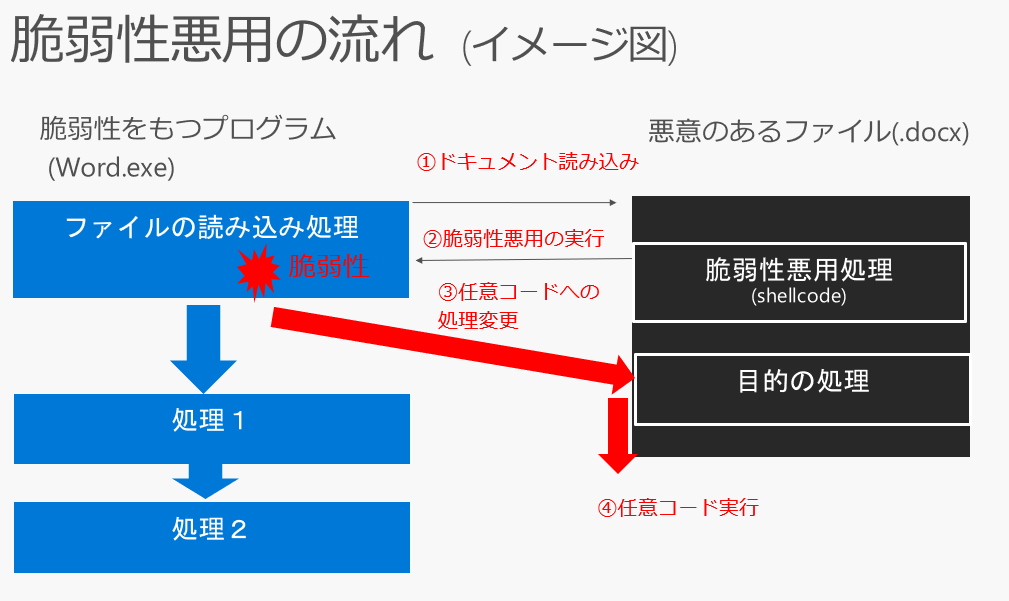 脆弱性悪用の流れ (イメージ図)
脆弱性をもつプログラム
(Word.exe)
悪意のあるファイル(.docx)
①ドキュメント読み込み
ファイルの読み込み処理
脆弱性
②脆弱性悪用の実行
脆弱性悪用処理
(shellcode)
③任意コードへの
処理変更
目的の処理
処理１
④任意コード実行
処理２